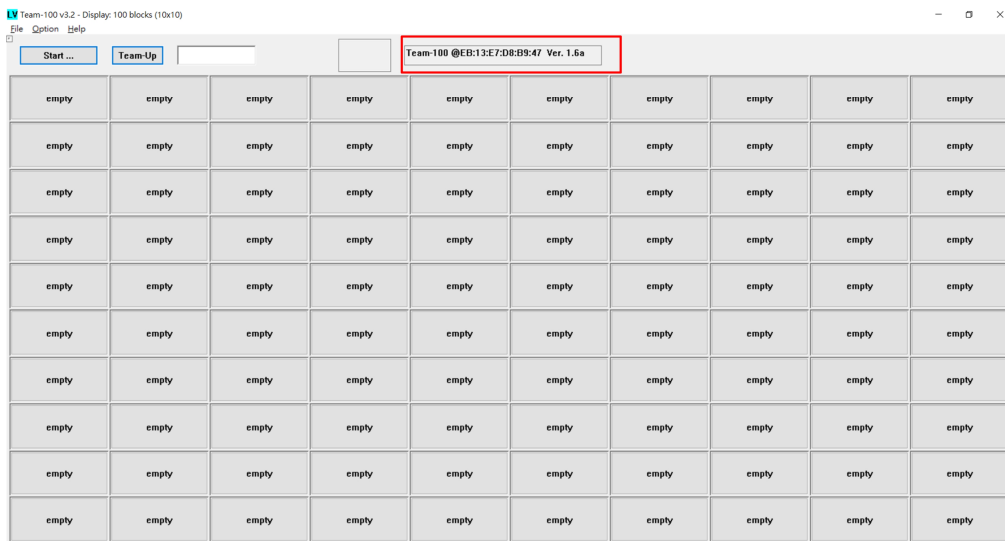 LV Team-100 v3.2 - Display: 100 blocks (10x10)
File Option Help
Start ... Team-Up Team-100 @EB:13:E7:D8:B9:47 Ver. 1.6a
empty empty empty empty empty empty empty empty empty empty
empty empty empty empty empty empty empty empty empty empty
empty empty empty empty empty empty empty empty empty empty
empty empty empty empty empty empty empty empty empty empty
empty empty empty empty empty empty empty empty empty empty
empty empty empty empty empty empty empty empty empty empty
empty empty empty empty empty empty empty empty empty empty
empty empty empty empty empty empty empty empty empty empty
empty empty empty empty empty empty empty empty empty empty
empty empty empty empty empty empty empty empty empty empty